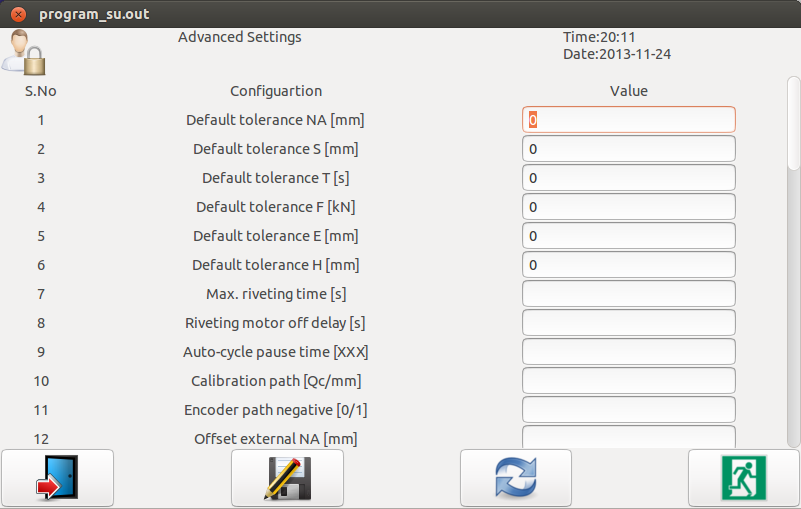 program_su.out
Advanced Settings
Time:20:11
Date:2013-11-24
S.No Configuartion Value
1 Default tolerance NA [mm] 0
2 Default tolerance S [mm] 0
3 Default tolerance T [s] 0
4 Default tolerance F [kN] 0
5 Default tolerance E [mm] 0
6 Default tolerance H [mm] 0
7 Max. riveting time [s]
8 Riveting motor off delay [s]
9 Auto-cycle pause time [XXX]
10 Calibration path [Qc/mm]
11 Encoder path negative [0/1]
12 Offset external NA [mm]